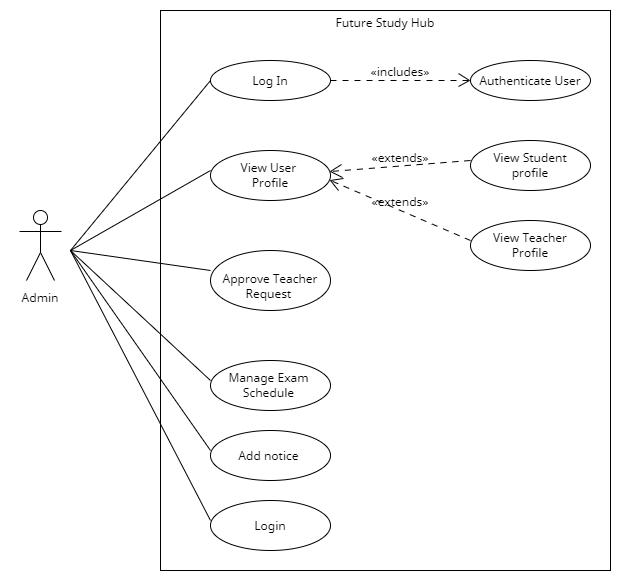 Future Study Hub
Log In
«includes»
Authenticate User
View User
Profile
«extends»
View Student
profile
«extends»
View Teacher
Profile
Admin
Approve Teacher
Request
Manage Exam
Schedule
Add notice
Login